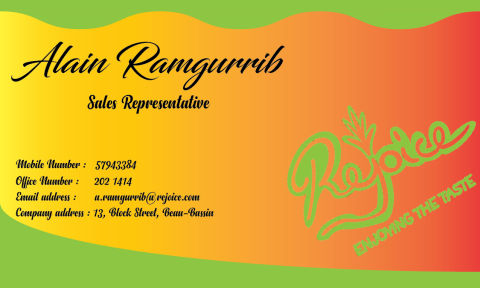 Alain Ramgurrib
Sales Representative
Mobile Number : 57943384
Office Number : 202 1414
Email address : a.ramgurrib@rejoice.com
Company address : 13, Block Street, Beau-Bassin
Rejoice
ENJOYING THE TASTE